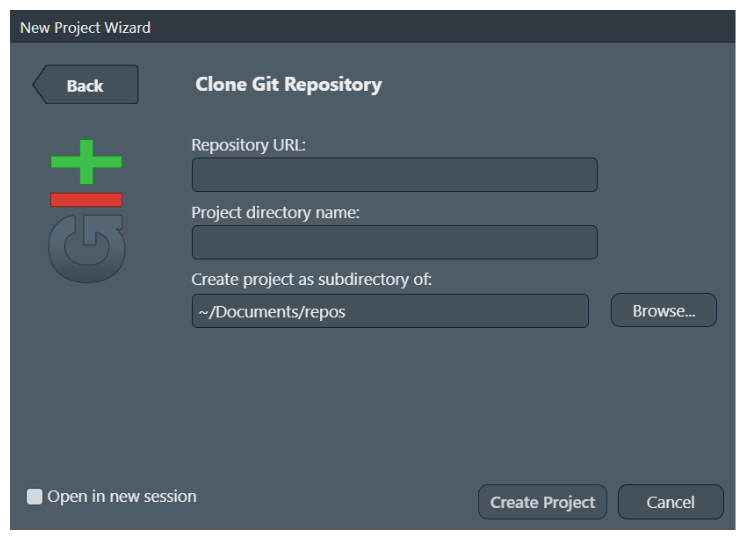 New Project Wizard
Back
Clone Git Repository
Repository URL:
Project directory name:
Create project as subdirectory of:
~/Documents/repos
Browse...
GIT
Open in new session
Create Project
Cancel